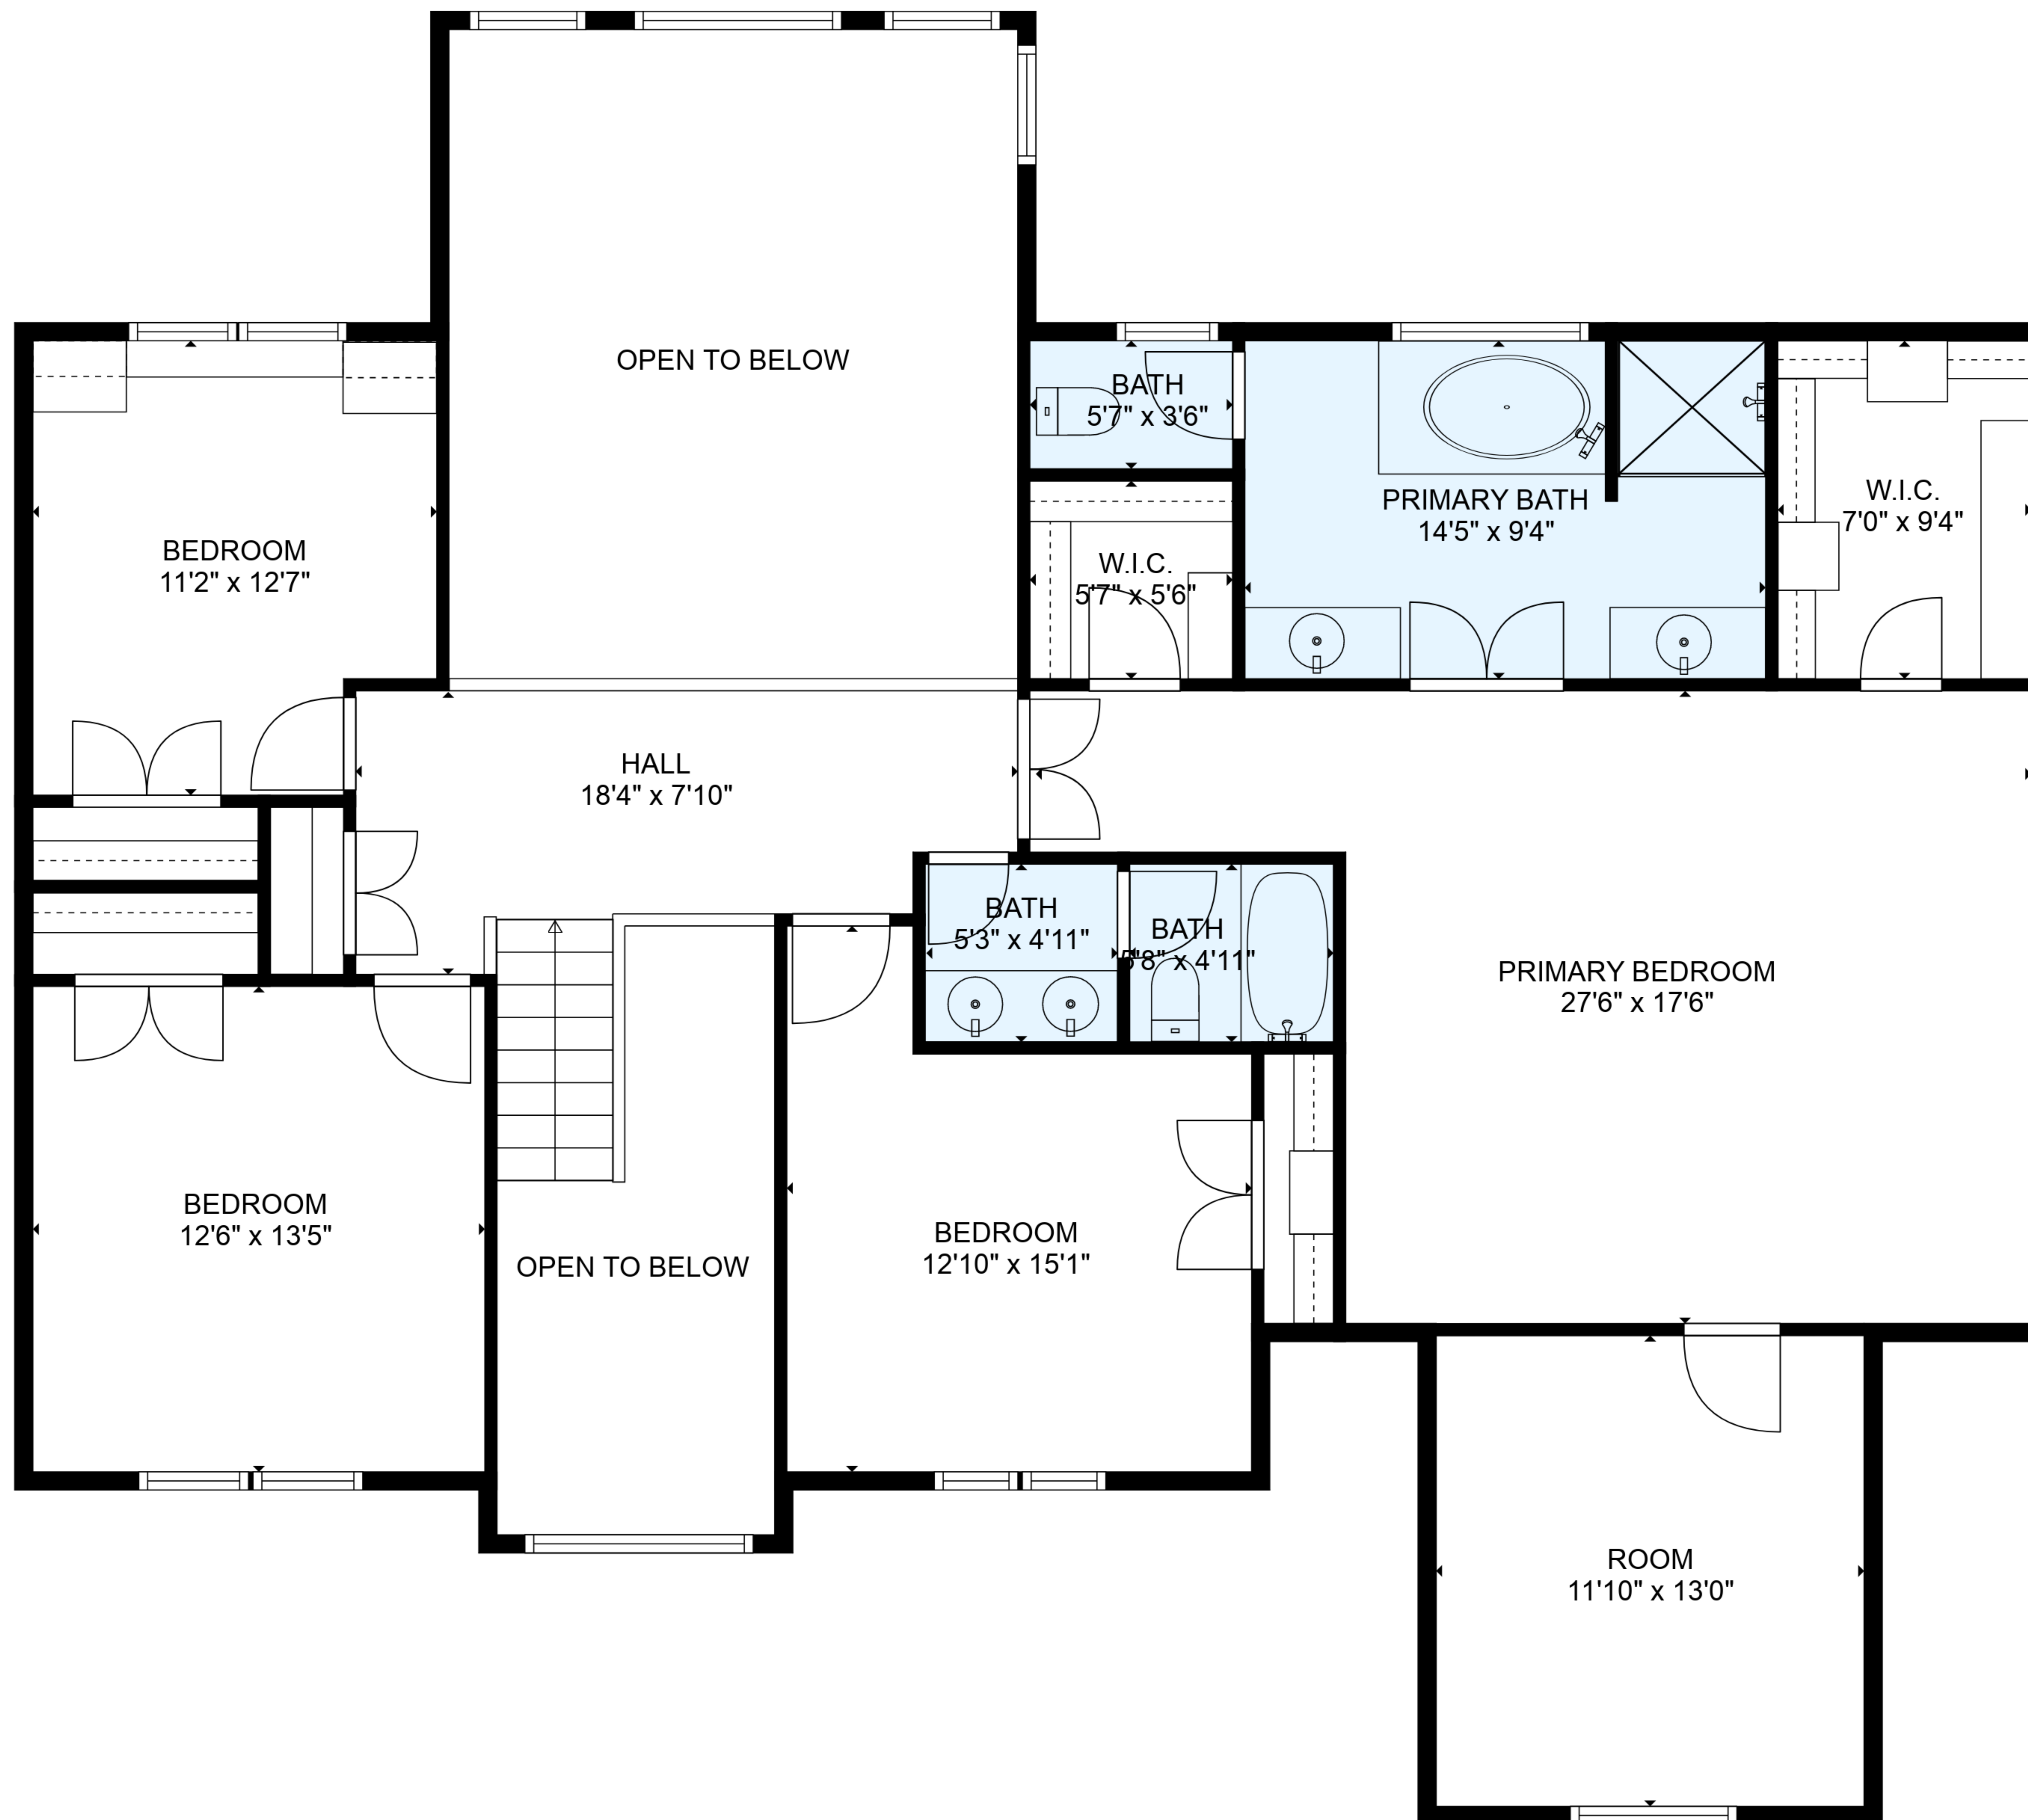 OPEN TO BELOW
BATH
5'7" x 3'6"
PRIMARY BATH
14'5" x 9'4"
W.I.C.
7'0" x 9'4"
BEDROOM
11'2" x 12'7"
W.I.C.
5'7" x 5'6"
HALL
18'4" x 7'10"
BATH
5'3" x 4'11"
BATH
5'8" x 4'11"
PRIMARY BEDROOM
27'6" x 17'6"
BEDROOM
12'6" x 13'5"
OPEN TO BELOW
BEDROOM
12'10" x 15'1"
ROOM
11'10" x 13'0"